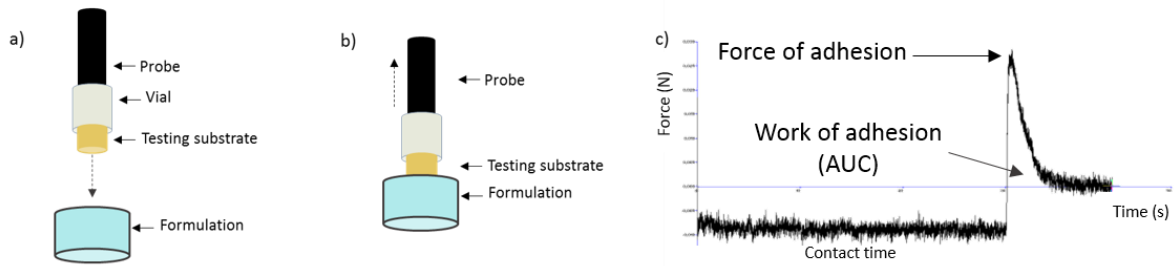 a)
Probe
Vial
Testing substrate
Formulation
b)
Probe
Testing substrate
Formulation
c)
Force of adhesion
Work of adhesion
(AUC)
Force (N)
Time (s)
Contact time